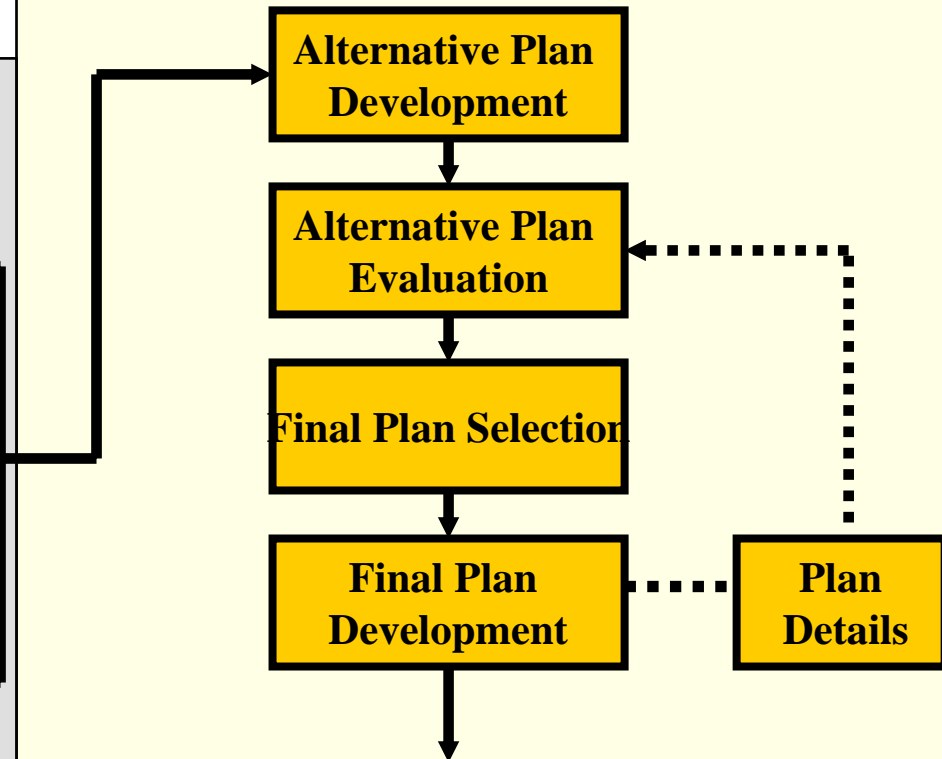 Alternative Plan
Development
Alternative Plan
Evaluation
Final Plan Selection
Final Plan
Development
Plan
Details